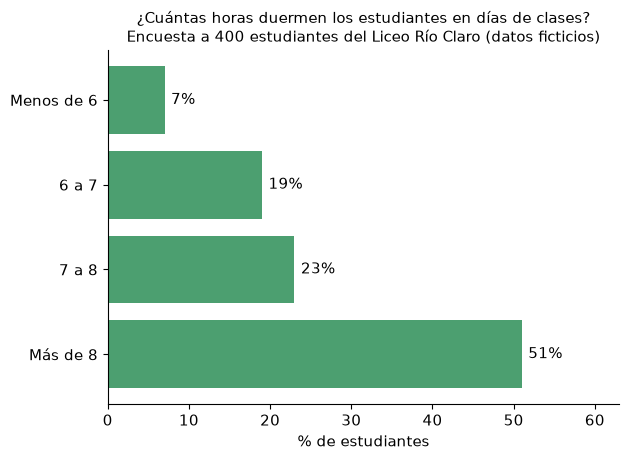 ¿Cuántas horas duermen los estudiantes en días de clases?
Encuesta a 400 estudiantes del Liceo Río Claro (datos ficticios)
Menos de 6
7%
6 a 7
19%
7 a 8
23%
Más de 8
51%
0 10 20 30 40 50 60
% de estudiantes